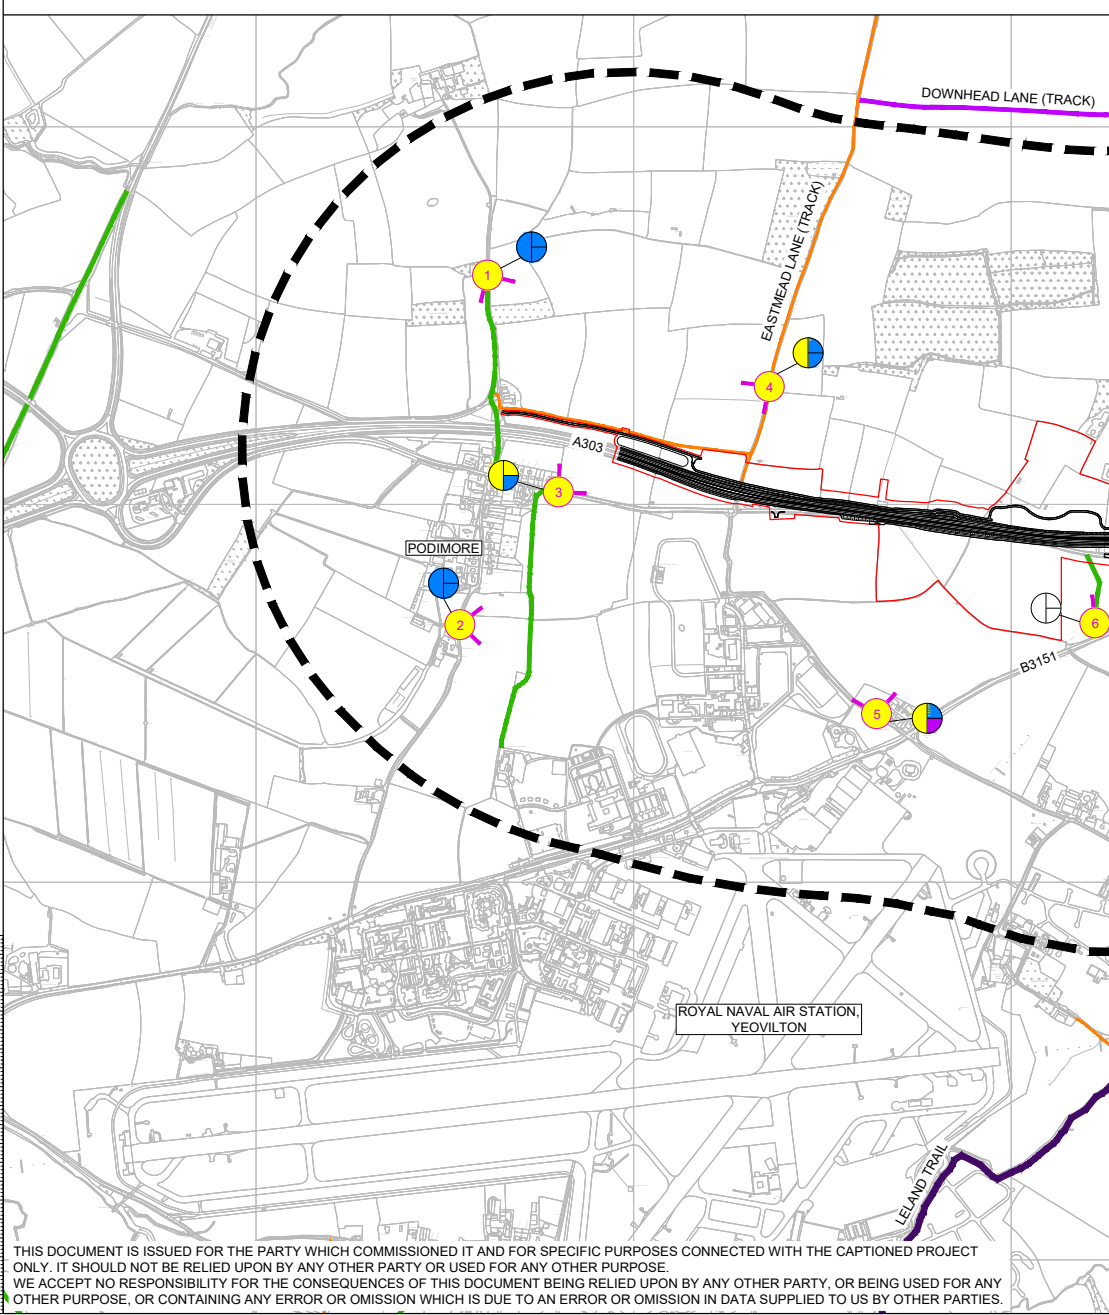 DOWNHEAD LANE (TRACK)
EASTMEAD LANE (TRACK)
1
4
A303
3
PODIMORE
2
6
B3151
5
ROYAL NAVAL AIR STATION,
YEOVILTON
LELAND TRAIL
THIS DOCUMENT IS ISSUED FOR THE PARTY WHICH COMMISSIONED IT AND FOR SPECIFIC PURPOSES CONNECTED WITH THE CAPTIONED PROJECT
ONLY. IT SHOULD NOT BE RELIED UPON BY ANY OTHER PARTY OR USED FOR ANY OTHER PURPOSE.
WE ACCEPT NO RESPONSIBILITY FOR THE CONSEQUENCES OF THIS DOCUMENT BEING RELIED UPON BY ANY OTHER PARTY, OR BEING USED FOR ANY
OTHER PURPOSE, OR CONTAINING ANY ERROR OR OMISSION WHICH IS DUE TO AN ERROR OR OMISSION IN DATA SUPPLIED TO US BY OTHER PARTIES.